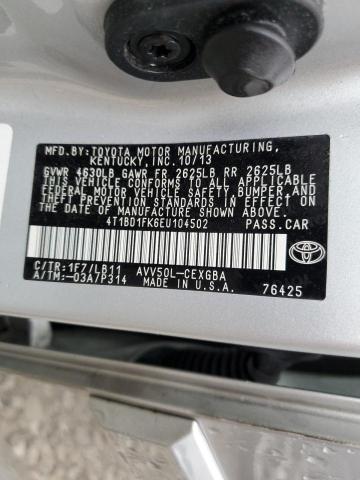 MFD.BY:TOYOTA MOTOR MANUFACTURING,
KENTUCKY,INC.10/13
GVWR 4630LB GAWR FR 2625LB RR 2625LB
THIS VEHICLE CONFORMS TO ALL APPLICABLE
FEDERAL MOTOR VEHICLE SAFETY,BUMPER,AND
THEFT PREVENTION STANDARDS IN EFFECT ON
THE DATE OF MANUFACTURE SHOWN ABOVE.
4T1BD1FK6EU104502 PASS.CAR
C/TR:1F7/LB11 AVV50L-CEXGBA
A/TM:-03A/P314 MADE IN U.S.A. 76425
TOYOTA